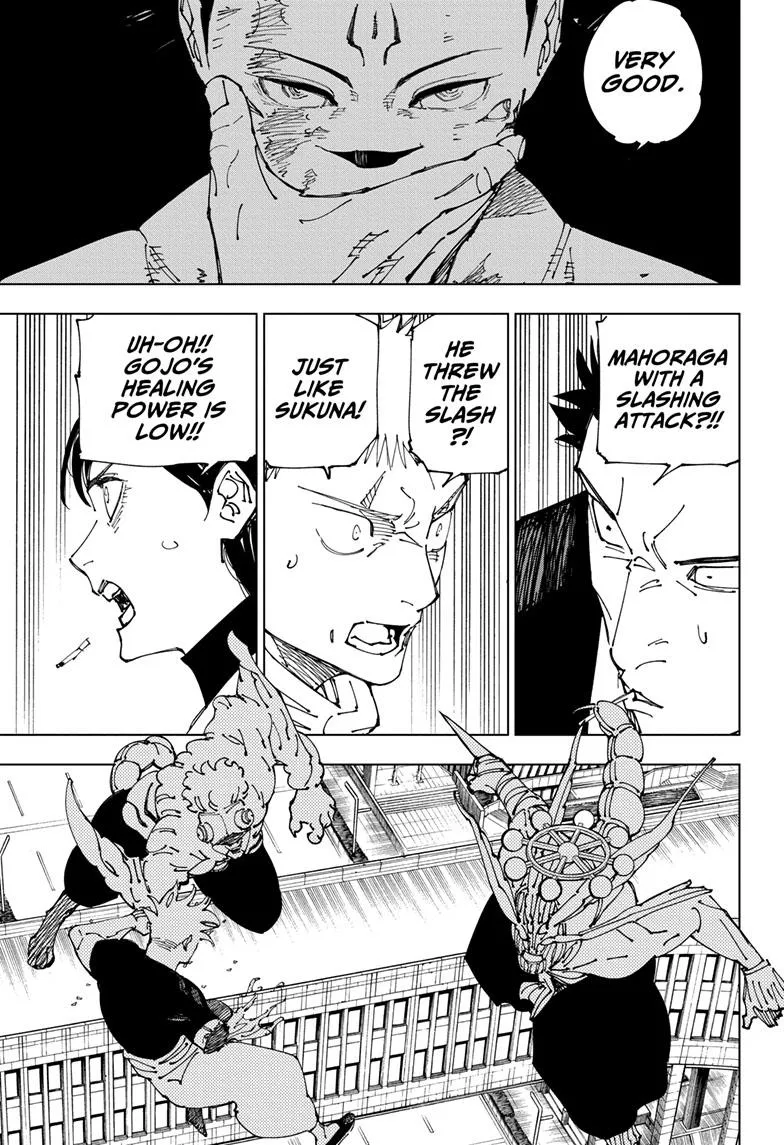 VERY
GOOD.
MAHORAGA
WITH A
SLASHING
ATTACK?!!
HE
THREW
THE
SLASH
?!
JUST
LIKE
SUKUNA!
UH-OH!!
GOJO'S
HEALING
POWER IS
LOW!!